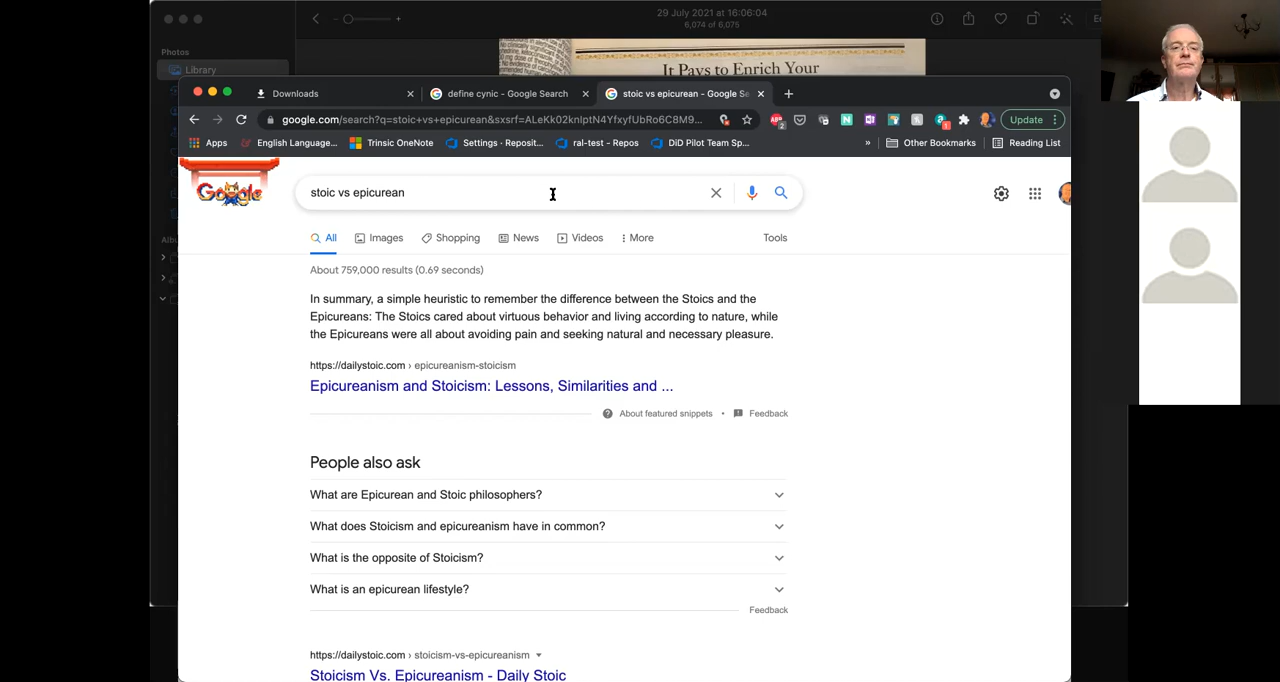 29 July 2021 at 16:06:04
6,074 of 6,075
Photos
Library
It Pays to Enrich Your
Downloads
define cynic - Google Search
stoic vs epicurean - Google Se
Update
google.com/search?q=stoic+vs+epicurean&sxsrf=ALeKk02knlptN4YfxyfUbRo6C8M9...
Apps
English Language...
Trinsic OneNote
Settings · Reposit...
ral-test - Repos
DiD Pilot Team Sp...
»
Other Bookmarks
Reading List
Google
stoic vs epicurean
All
Images
Shopping
News
Videos
More
Tools
About 759,000 results (0.69 seconds)
In summary, a simple heuristic to remember the difference between the Stoics and the
Epicureans: The Stoics cared about virtuous behavior and living according to nature, while
the Epicureans were all about avoiding pain and seeking natural and necessary pleasure.
https://dailystoic.com › epicureanism-stoicism
Epicureanism and Stoicism: Lessons, Similarities and ...
About featured snippets • Feedback
People also ask
What are Epicurean and Stoic philosophers?
What does Stoicism and epicureanism have in common?
What is the opposite of Stoicism?
What is an epicurean lifestyle?
Feedback
https://dailystoic.com › stoicism-vs-epicureanism
Stoicism Vs. Epicureanism - Daily Stoic